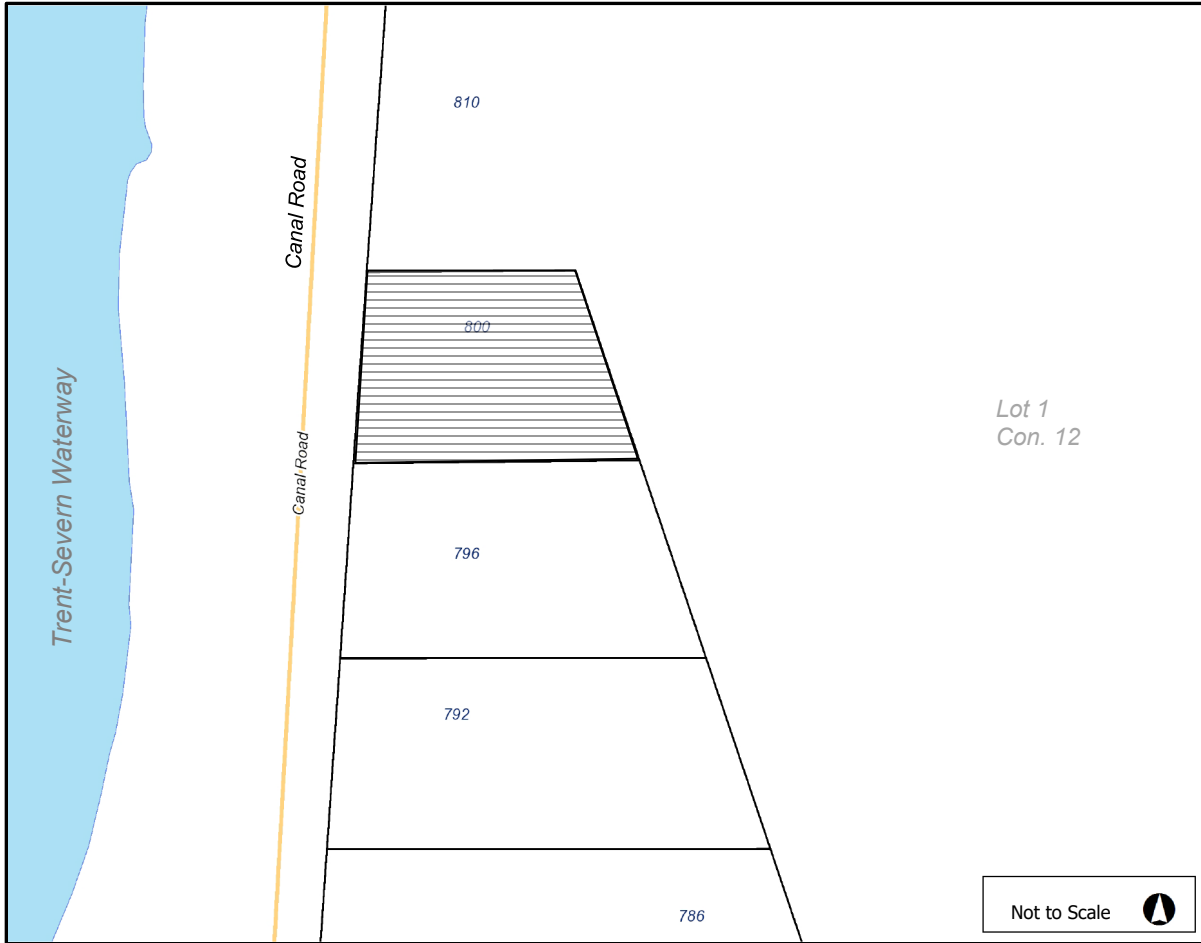 810
Canal Road
800
Trent-Severn Waterway
Lot 1
Con. 12
Canal Road
796
792
786
Not to Scale